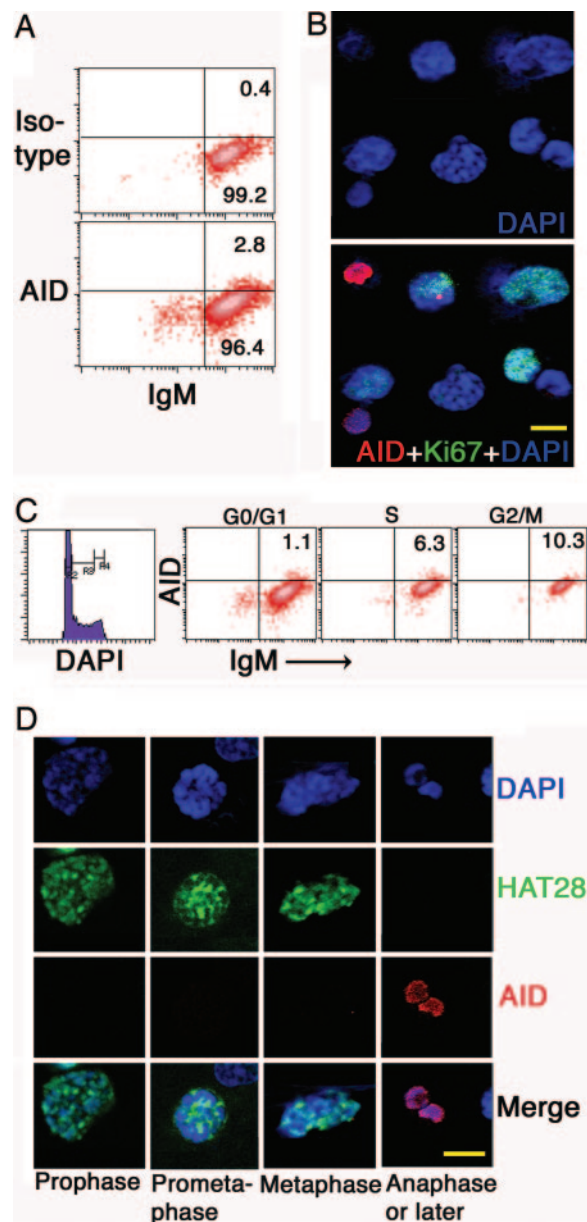 A
Iso-
type
0.4
99.2
AID
2.8
96.4
IgM
B
DAPI
AID+Ki67+DAPI
C
G0/G1
S
G2/M
AID
1.1
6.3
10.3
R3
R4
DAPI
IgM
D
DAPI
HAT28
AID
Merge
Prophase
Prometa-
phase
Metaphase
Anaphase
or later